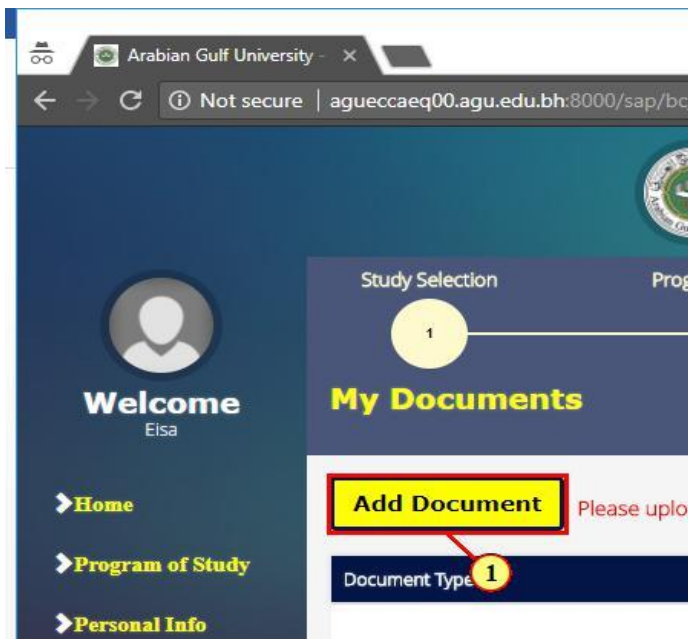 Arabian Gulf University -
Not secure | agueccaeq00.agu.edu.bh:8000/sap/bc
Study Selection
Prog
1
Welcome
Eisa
My Documents
Home
Program of Study
Personal Info
Add Document
Please uplo
Document Type
1